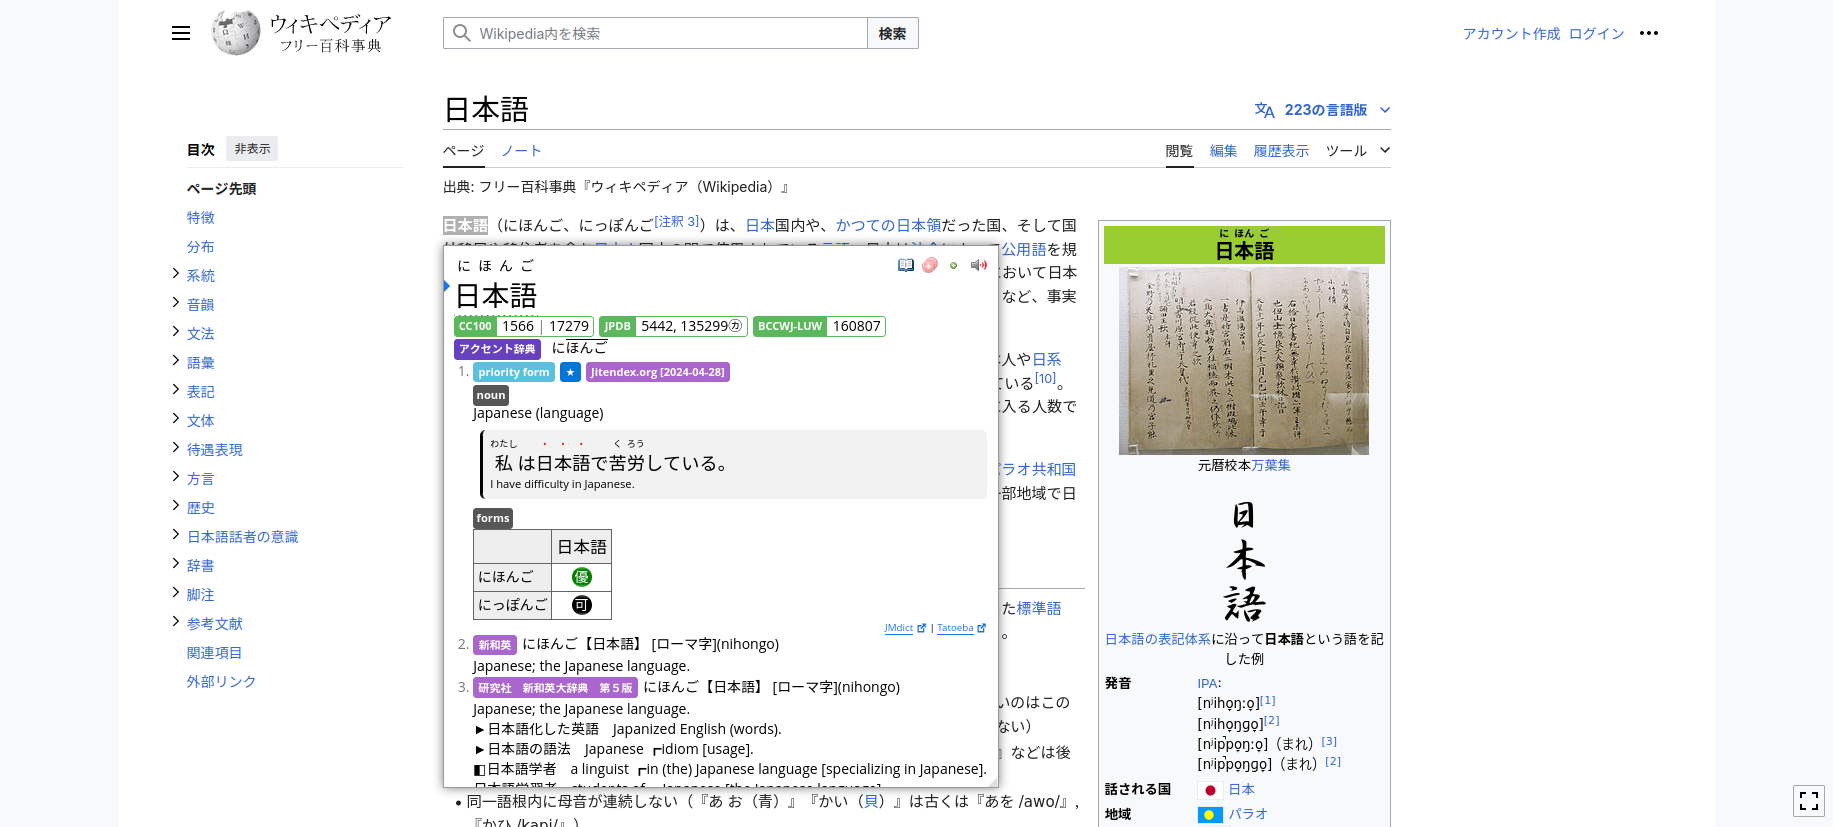 ウィキペディア
フリー百科事典
Wikipedia内を検索
検索
アカウント作成 ログイン
日本語
223の言語版
ページ ノート
閲覧 編集 履歴表示 ツール
目次 非表示
ページ先頭
特徴
分布
系統
音韻
文法
語彙
表記
文体
待遇表現
方言
歴史
日本語話者の意識
辞書
脚注
参考文献
関連項目
外部リンク
出典: フリー百科事典『ウィキペディア（Wikipedia）』
日本語（にほんご、にっぽんご[注釈 3]）は、日本国内や、かつての日本領だった国、そして国
公用語を規
おいて日本
など、事実
人や日系
ている[10]。
入る人数で
ラオ共和国
部地域で日
た標準語
。
いのはこの
ない）
』などは後
にほんご
日本語
CC100 1566 | 17279 JPDB 5442, 135299㋕ BCCWJ-LUW 160807
アクセント辞典 にほんご
1. priority form ★ Jitendex.org [2024-04-28]
noun
Japanese (language)
わたし くろう
私は日本語で苦労している。
I have difficulty in Japanese.
forms
日本語
にほんご 優
にっぽんご 可
JMdict | Tatoeba
2. 新和英 にほんご【日本語】 [ローマ字](nihongo)
Japanese; the Japanese language.
3. 研究社 新和英大辞典 第５版 にほんご【日本語】 [ローマ字](nihongo)
Japanese; the Japanese language.
►日本語化した英語 Japanized English (words).
►日本語の語法 Japanese ┏idiom [usage].
◧日本語学者 a linguist ┏in (the) Japanese language [specializing in Japanese].
• 同一語根内に母音が連続しない（『あ お（青）』『かい（貝）』は古くは『あを /awo/』,
『かひ /kapi/』）
にほんご
日本語
元暦校本万葉集
日本語
日本語の表記体系に沿って日本語という語を記
した例
発音 IPA:
[nʲihoŋːo][1]
[nʲihoŋɡo][2]
[nʲip̚poŋːo]（まれ）[3]
[nʲip̚poŋɡo]（まれ）[2]
話される国 日本
地域 パラオ